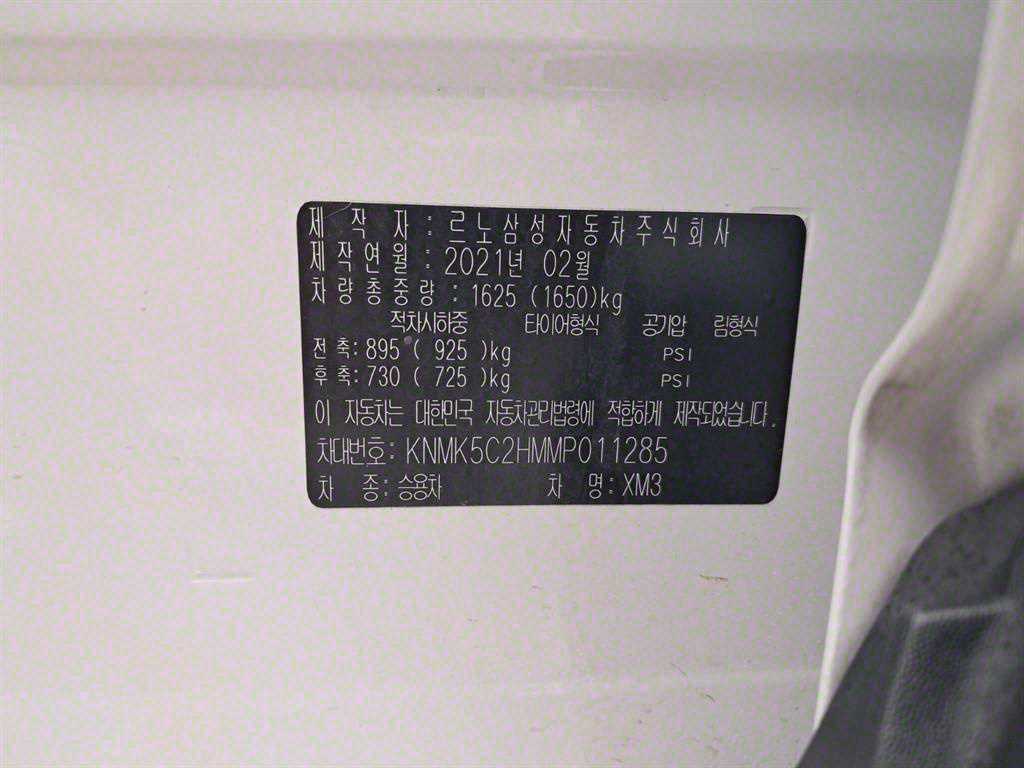 제 작 자 : 르노삼성자동차주식회사
제작연월 : 2021년 02월
차량총중량 : 1625 (1650)kg
적차시하중 타이어형식 공기압 림형식
전축:895 ( 925 )kg PSI
후축:730 ( 725 )kg PSI
이 자동차는 대한민국 자동차관리법령에 적합하게 제작되었습니다.
차대번호: KNMK5C2HMMP011285
차 종: 승용차 차 명: XM3